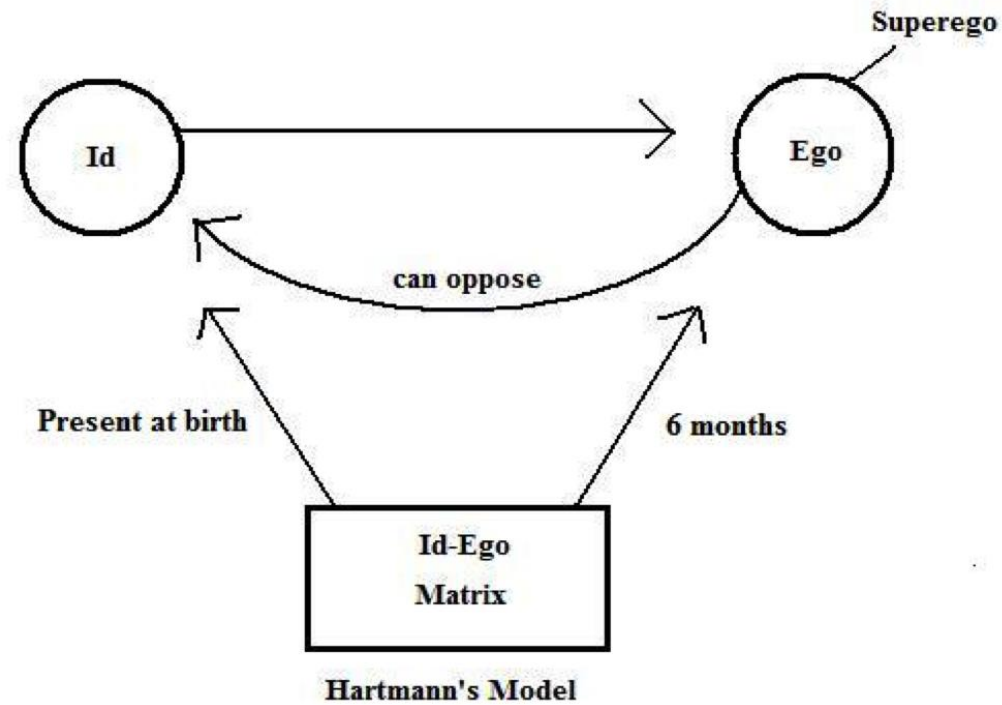 Superego
Id
Ego
can oppose
Present at birth
6 months
Id-Ego
Matrix
Hartmann's Model